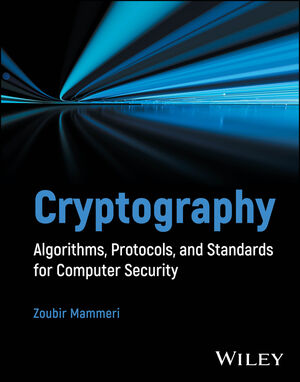 Cryptography
Algorithms, Protocols, and Standards
for Computer Security
Zoubir Mammeri
WILEY